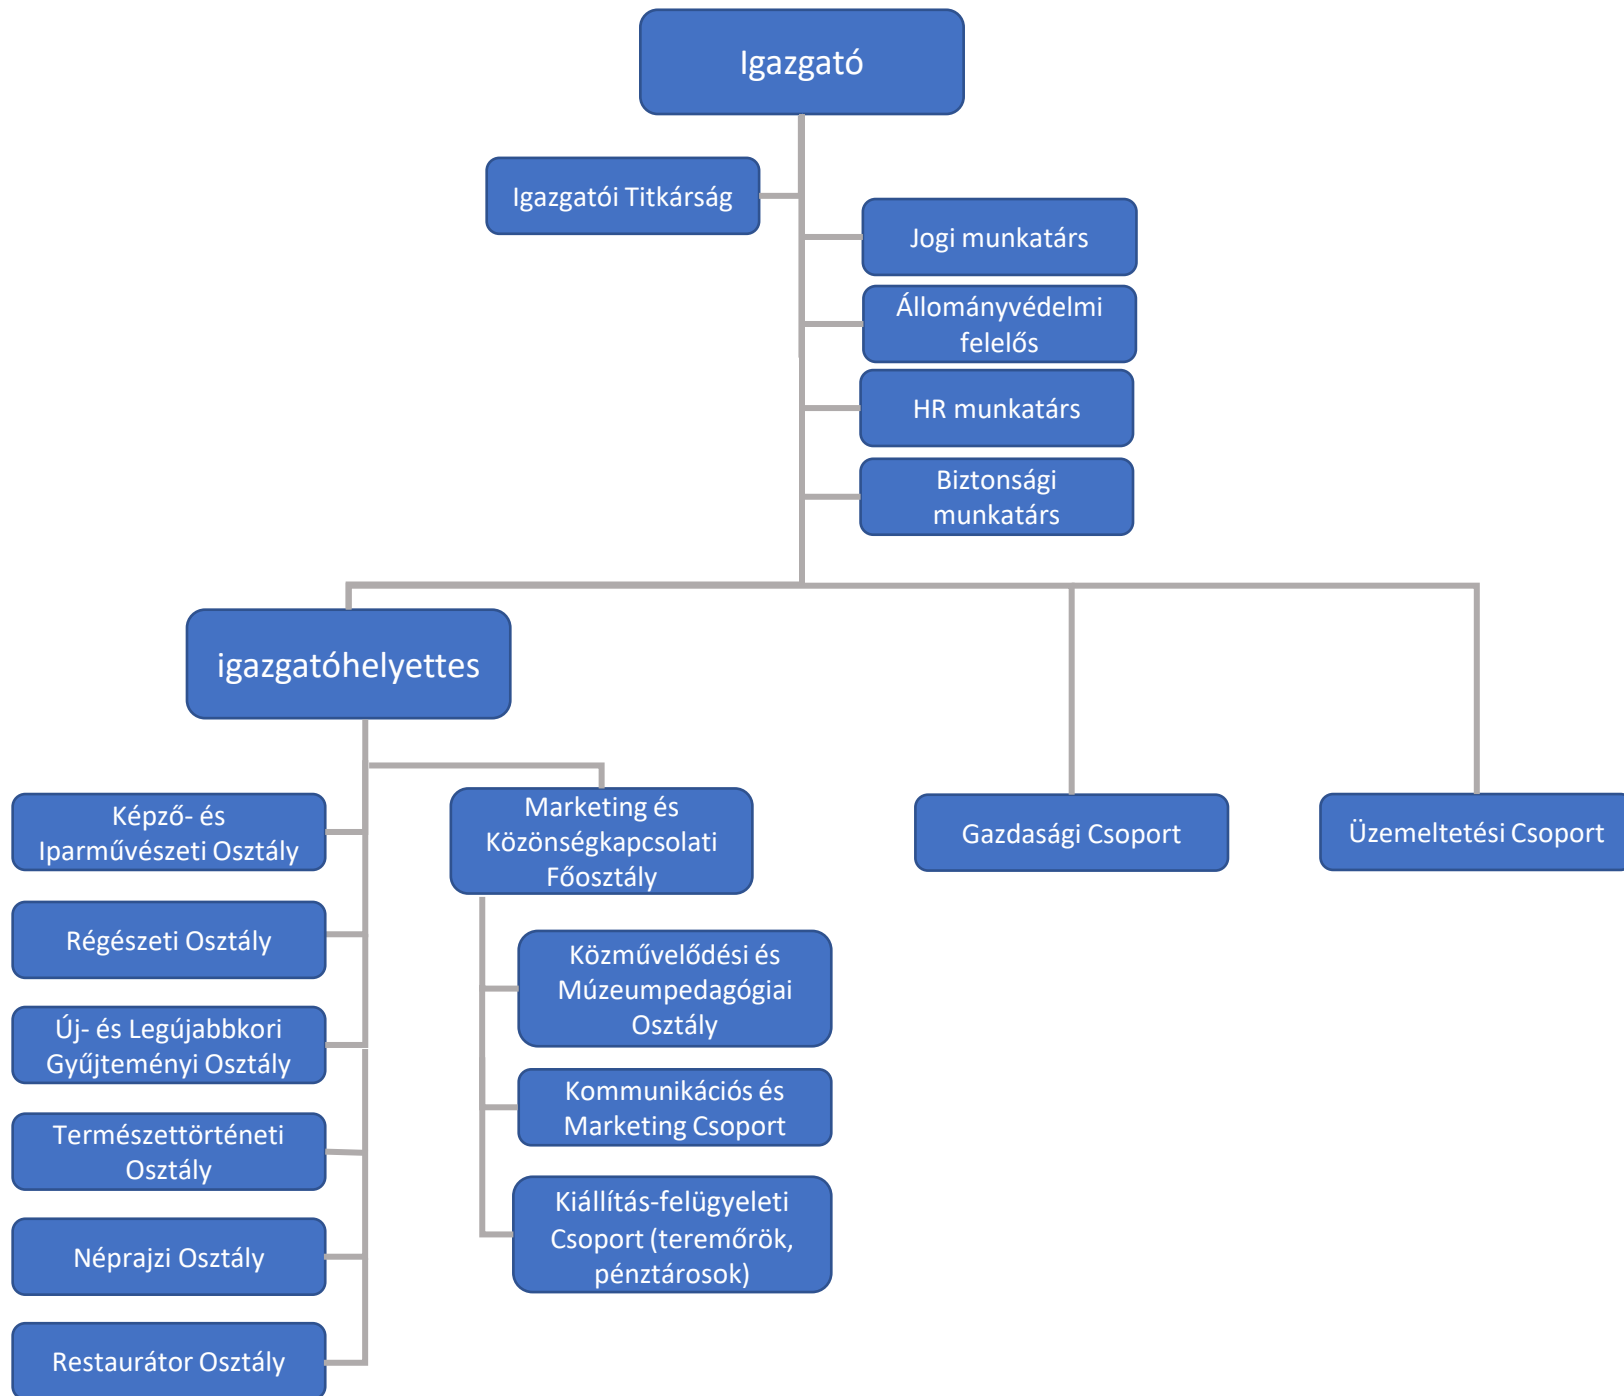 Igazgató
Igazgatói Titkárság
Jogi munkatárs
Állományvédelmi
felelős
HR munkatárs
Biztonsági
munkatárs
igazgatóhelyettes
Képző- és
Iparművészeti Osztály
Régészeti Osztály
Új- és Legújabbkori
Gyűjteményi Osztály
Természettörténeti
Osztály
Néprajzi Osztály
Restaurátor Osztály
Marketing és
Közönségkapcsolati
Főosztály
Közművelődési és
Múzeumpedagógiai
Osztály
Kommunikációs és
Marketing Csoport
Kiállítás-felügyeleti
Csoport (teremőrök,
pénztárosok)
Gazdasági Csoport
Üzemeltetési Csoport